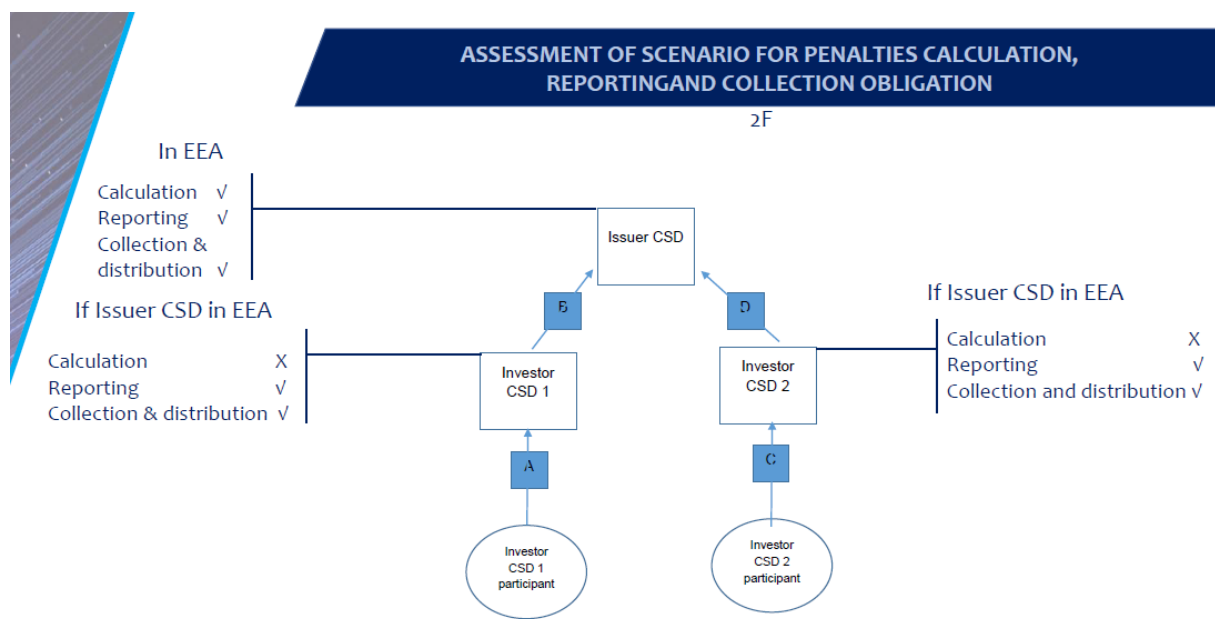 ASSESSMENT OF SCENARIO FOR PENALTIES CALCULATION,
REPORTINGAND COLLECTION OBLIGATION
2F
In EEA
Calculation √
Reporting √
Collection &
distribution √
Issuer CSD
If Issuer CSD in EEA
Calculation X
Reporting √
Collection & distribution √
B
D
If Issuer CSD in EEA
Calculation X
Reporting √
Collection and distribution √
Investor
CSD 1
Investor
CSD 2
A
C
Investor
CSD 1
participant
Investor
CSD 2
participant